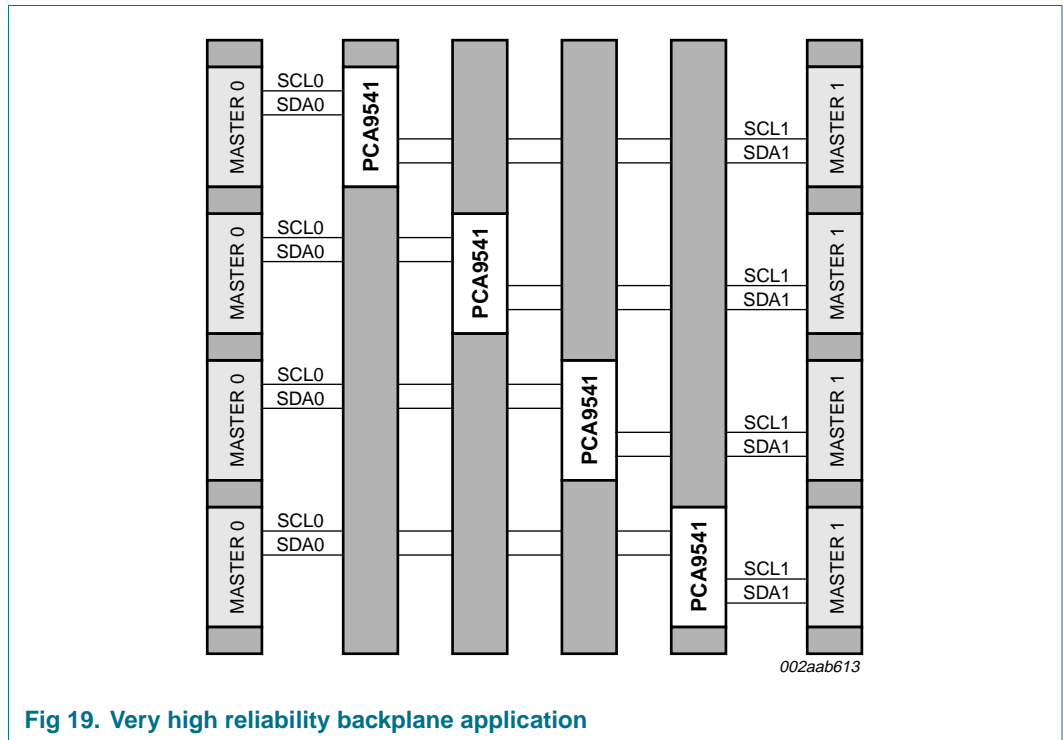 MASTER 0
SCL0
SDA0
PCA9541
SCL1
SDA1
MASTER 1
MASTER 0
SCL0
SDA0
PCA9541
SCL1
SDA1
MASTER 1
MASTER 0
SCL0
SDA0
PCA9541
SCL1
SDA1
MASTER 1
MASTER 0
SCL0
SDA0
PCA9541
SCL1
SDA1
MASTER 1
002aab613
Fig 19. Very high reliability backplane application